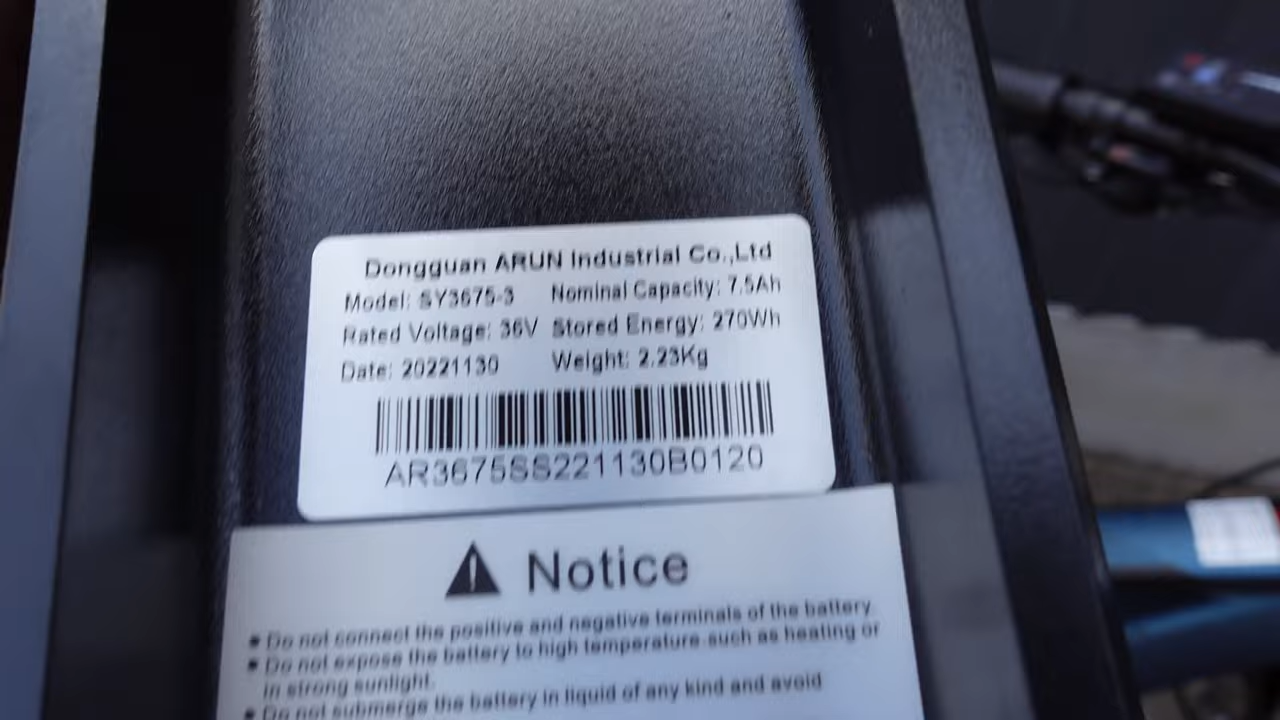 Dongguan ARUN Industrial Co.,Ltd
Model: SY3675-3 Nominal Capacity: 7.5Ah
Rated Voltage: 36V Stored Energy: 270Wh
Date: 20221130 Weight: 2.23Kg
AR3675SS221130B0120
Notice
• Do not connect the positive and negative terminals of the battery.
• Do not expose the battery to high temperature such as heating or
in strong sunlight.
• Do not submerge the battery in liquid of any kind and avoid